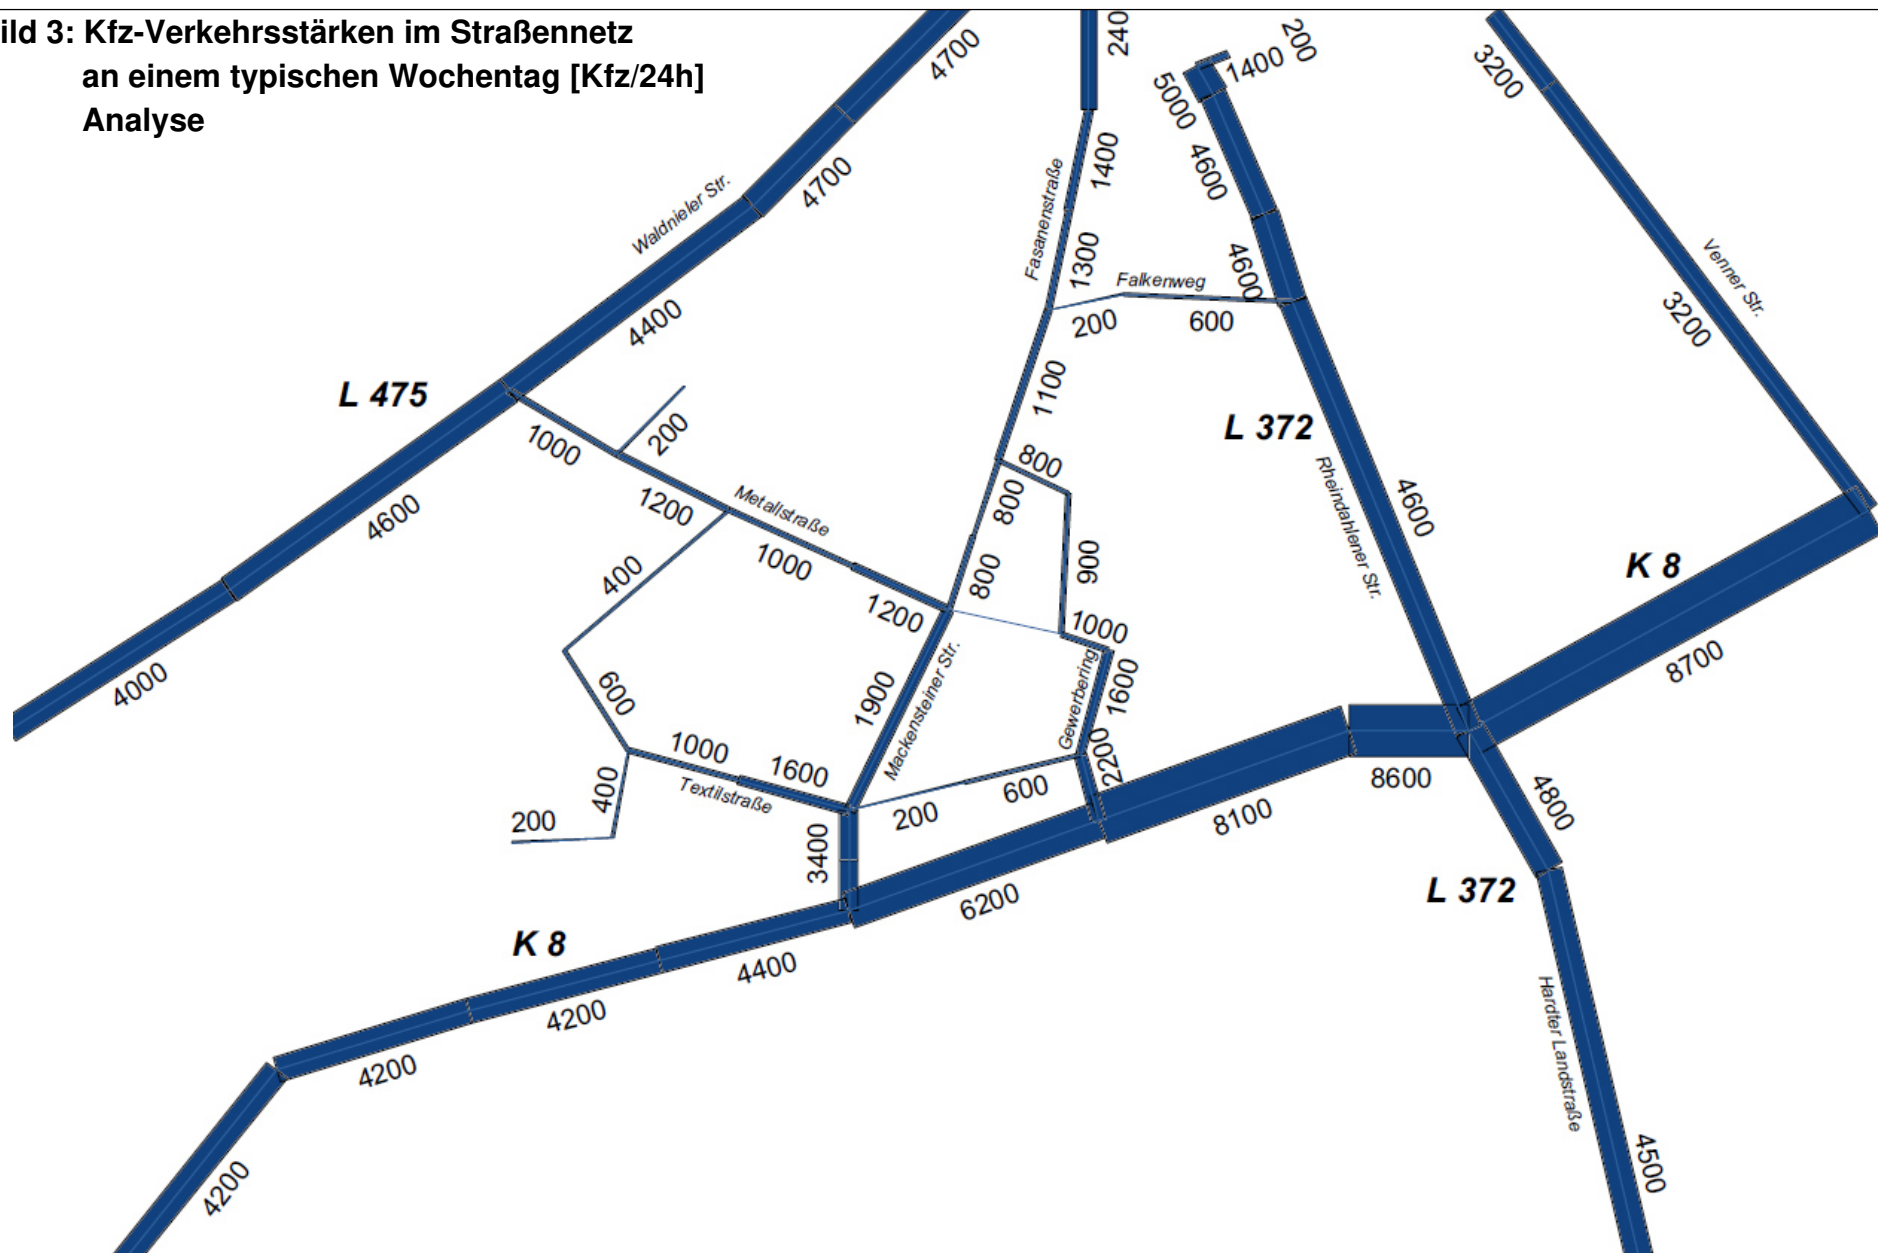 ild 3: Kfz-Verkehrsstärken im Straßennetz
an einem typischen Wochentag [Kfz/24h]
Analyse
4700
240
200
1400
5000
3200
4600
1400
4700
Waldnieler Str.
Fasanenstraße
1300
4600
Falkenweg
200
600
Venner Str.
3200
4400
L 475
1100
L 372
1000
200
800
800
Rheindahlener Str.
4600
4600
1200
Metallstraße
1000
800
900
K 8
400
1200
1000
600
1900
Mackensteiner Str.
Gewerbering
1600
8700
4000
1000
1600
Textilstraße
400
200
2200
600
200
8600
8100
4800
3400
6200
L 372
K 8
4400
4200
4200
Hardter Landstraße
4200
4500